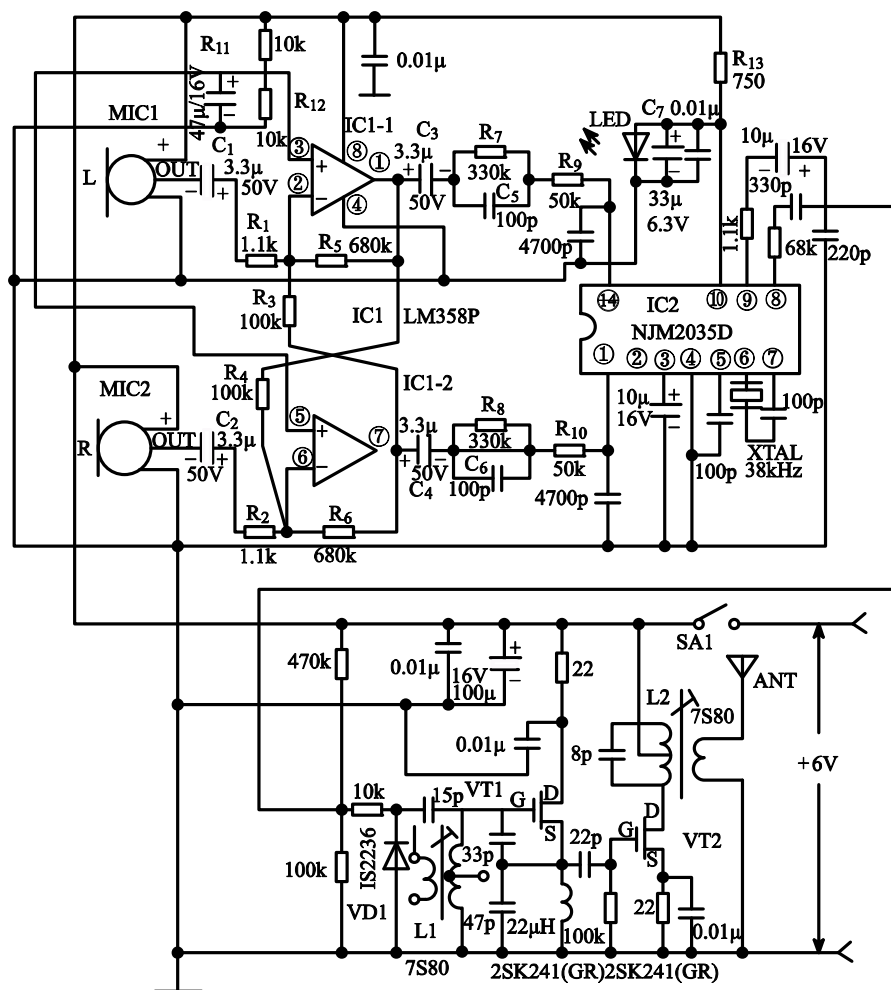 R11
10k
0.01μ
R13
750
47μ/16V
R12
10k
MIC1
C1
3.3μ
50V
L
+
OUT
−
+
③
②
IC1-1
⑧
①
④
+
−
C3
3.3μ
+
−
50V
R7
330k
C5
100p
R9
50k
LED
C7
0.01μ
+
−
33μ
6.3V
10μ
16V
−
+
330p
1.1k
68k
220p
R1
1.1k
R5
680k
4700p
R3
100k
IC1
LM358P
⑭
IC2
⑩
⑨
⑧
NJM2035D
①
②
③
④
⑤
⑥
⑦
MIC2
R4
100k
IC1-2
R
+
OUT
−
+
C2
3.3μ
50V
⑤
⑥
⑦
+
−
3.3μ
+
−
50V
C4
R8
330k
C6
100p
R10
50k
10μ
16V
+
−
100p
100p
XTAL
38kHz
4700p
R2
1.1k
R6
680k
SA1
470k
0.01μ
16V
100μ
+
−
22
ANT
L2
7S80
0.01μ
8p
+6V
10k
15p
VT1
G
D
S
100k
IS2236
33p
22p
G
D
S
VT2
VD1
L1
7S80
47p
22μH
100k
22
0.01μ
2SK241(GR)
2SK241(GR)